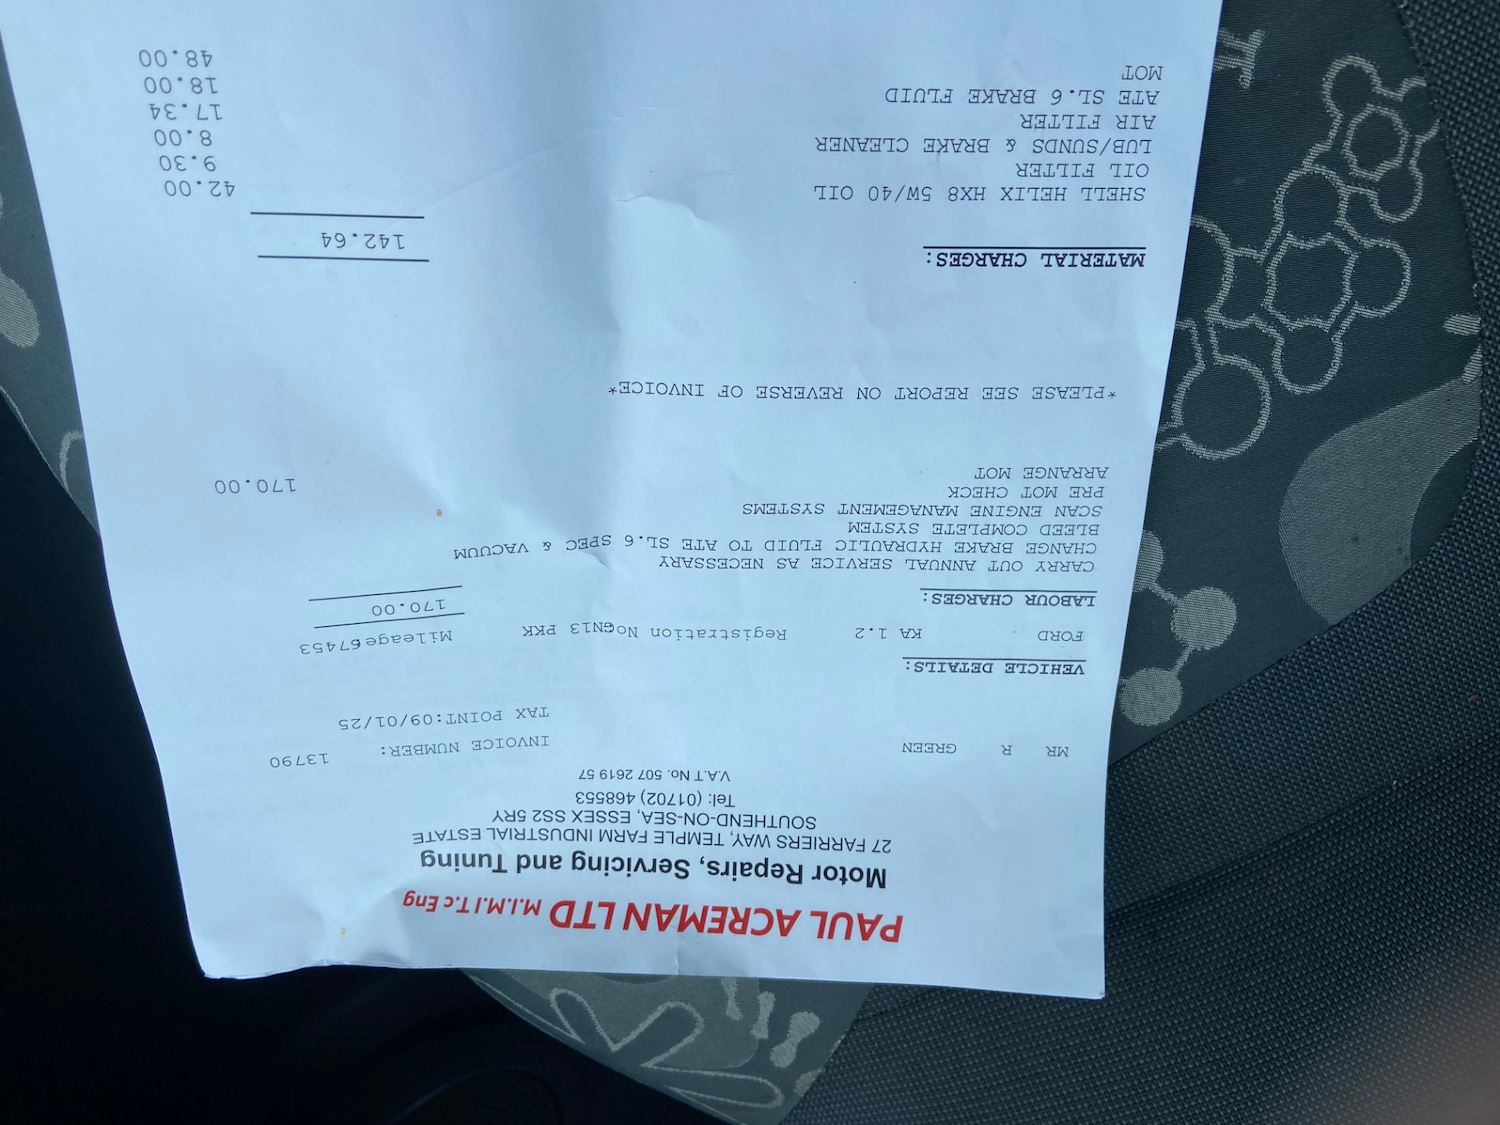 PAUL ACREMAN LTD M.I.M.I.T.c Eng
Motor Repairs, Servicing and Tuning
27 FARRIERS WAY, TEMPLE FARM INDUSTRIAL ESTATE
SOUTHEND-ON-SEA, ESSEX SS2 5RY
Tel: (01702) 468553
V.A.T No. 507 2619 57
MR R GREEN INVOICE NUMBER: 13790
TAX POINT:09/01/25
VEHICLE DETAILS:
FORD KA 1.2 Registration No GN13 PKK Mileage 67453
LABOUR CHARGES: 170.00
CARRY OUT ANNUAL SERVICE AS NECESSARY
CHANGE BRAKE HYDRAULIC FLUID TO ATE SL.6 SPEC & VACUUM
BLEED COMPLETE SYSTEM
SCAN ENGINE MANAGEMENT SYSTEMS
PRE MOT CHECK
ARRANGE MOT 170.00
*PLEASE SEE REPORT ON REVERSE OF INVOICE*
MATERIAL CHARGES: 142.64
SHELL HELIX HX8 5W/40 OIL 42.00
OIL FILTER 9.30
LUB/SUNDS & BRAKE CLEANER 8.00
AIR FILTER 17.34
ATE SL.6 BRAKE FLUID 18.00
MOT 48.00